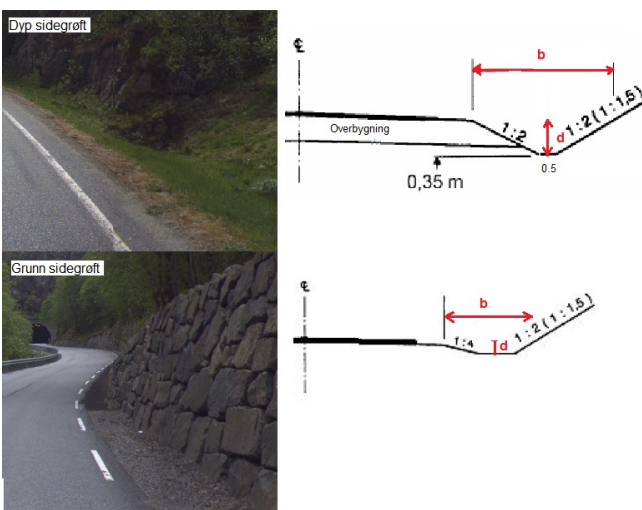 Dyp sidegrøft
℄
b
Overbygning
1:2
d
1:2(1:1,5)
0.5
0,35 m
Grunn sidegrøft
℄
b
1:4
d
1:2(1:1,5)